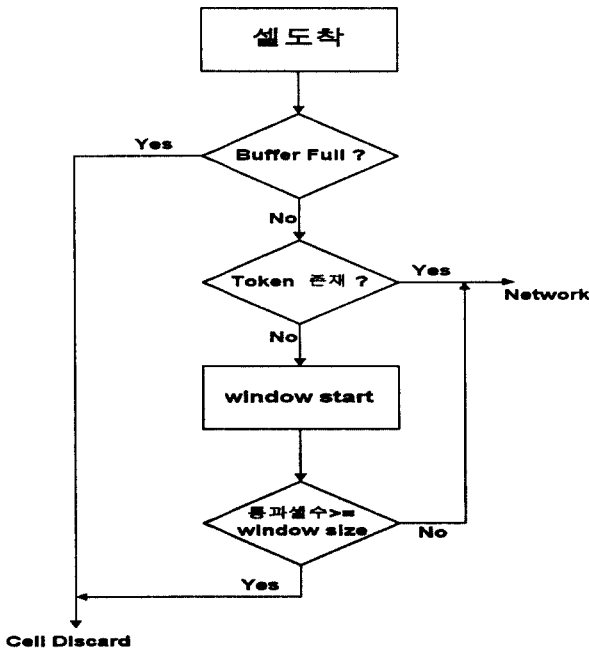 셀도착
Yes
Buffer Full ?
No
Token 존재 ?
Yes
Network
No
window start
통과셀수>=
window size
No
Yes
Cell Discard